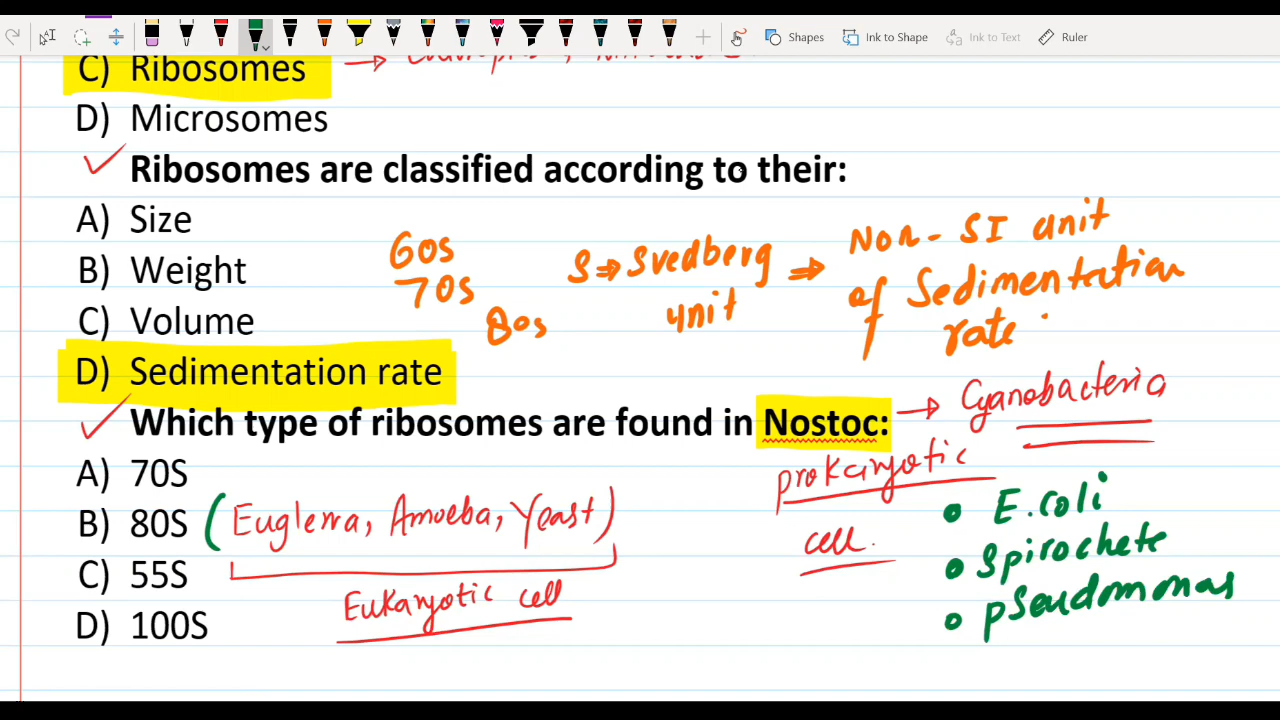 Shapes Ink to Shape Ink to Text Ruler
C) Ribosomes →
D) Microsomes
Ribosomes are classified according to their:
A) Size
B) Weight
C) Volume
D) Sedimentation rate
60s
70s
80s
S ⇒ Svedberg unit ⇒ Non-SI unit of Sedimentation rate.
Which type of ribosomes are found in Nostoc: → Cyanobacteria
prokaryotic cell.
A) 70S
B) 80S (Euglena, Amoeba, Yeast)
Eukaryotic cell
C) 55S
D) 100S
• E.coli
• Spirochete
• pseudomonas